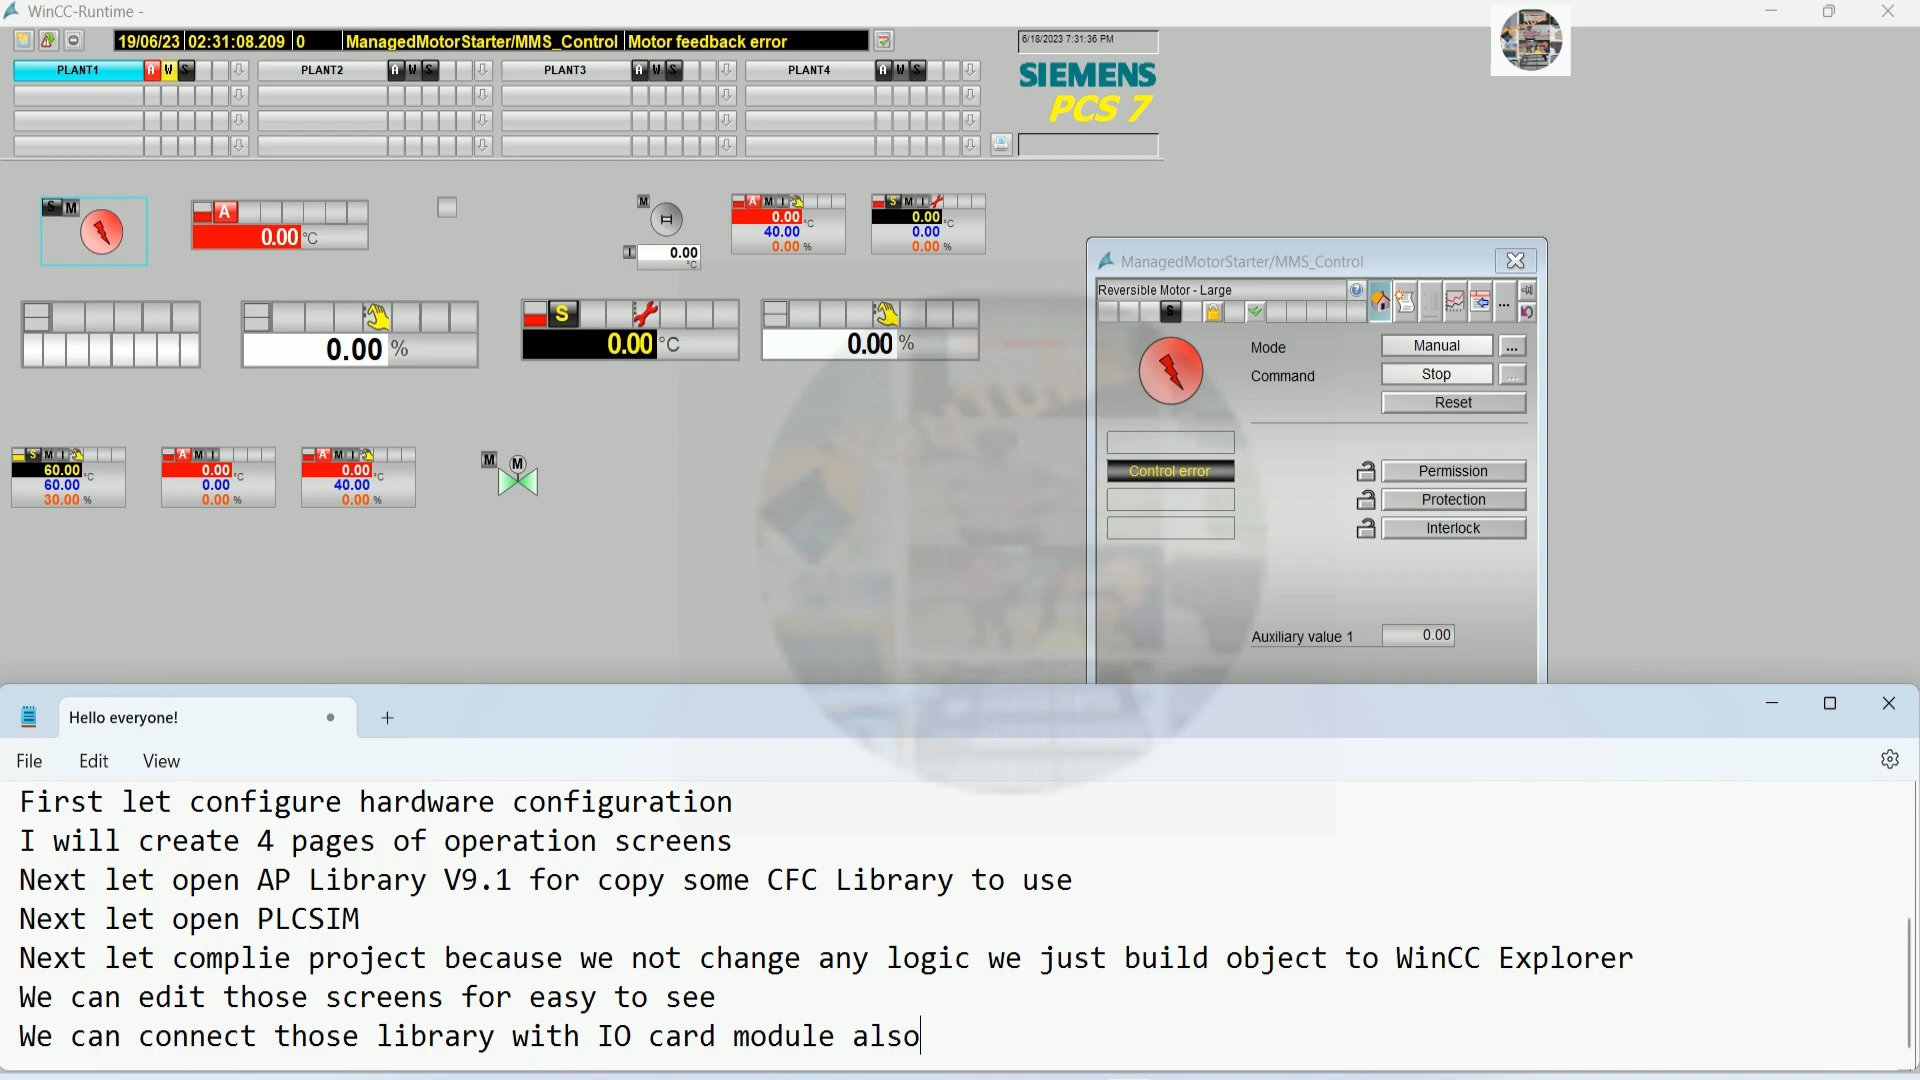 WinCC-Runtime -
19/06/23 02:31:08.209 0 ManagedMotorStarter/MMS_Control Motor feedback error
6/18/2023 7:31:36 PM
PLANT1 A W S PLANT2 A W S PLANT3 A W S PLANT4 A W S
SIEMENS
PCS 7
S M
A
0.00 °C
M
I 0.00
°C
A M I
0.00 °C
40.00
0.00 %
S M I
0.00 °C
0.00
0.00 %
0.00 %
S
0.00 °C
0.00 %
S M I
60.00 °C
60.00
30.00 %
A M I
0.00 °C
0.00
0.00 %
A M I
0.00 °C
40.00
0.00 %
M M
ManagedMotorStarter/MMS_Control
Reversible Motor - Large
S
...
Mode Manual ...
Command Stop ...
Reset
Control error
Permission
Protection
Interlock
Auxiliary value 1 0.00
Hello everyone!
File Edit View
First let configure hardware configuration
I will create 4 pages of operation screens
Next let open AP Library V9.1 for copy some CFC Library to use
Next let open PLCSIM
Next let complie project because we not change any logic we just build object to WinCC Explorer
We can edit those screens for easy to see
We can connect those library with IO card module also